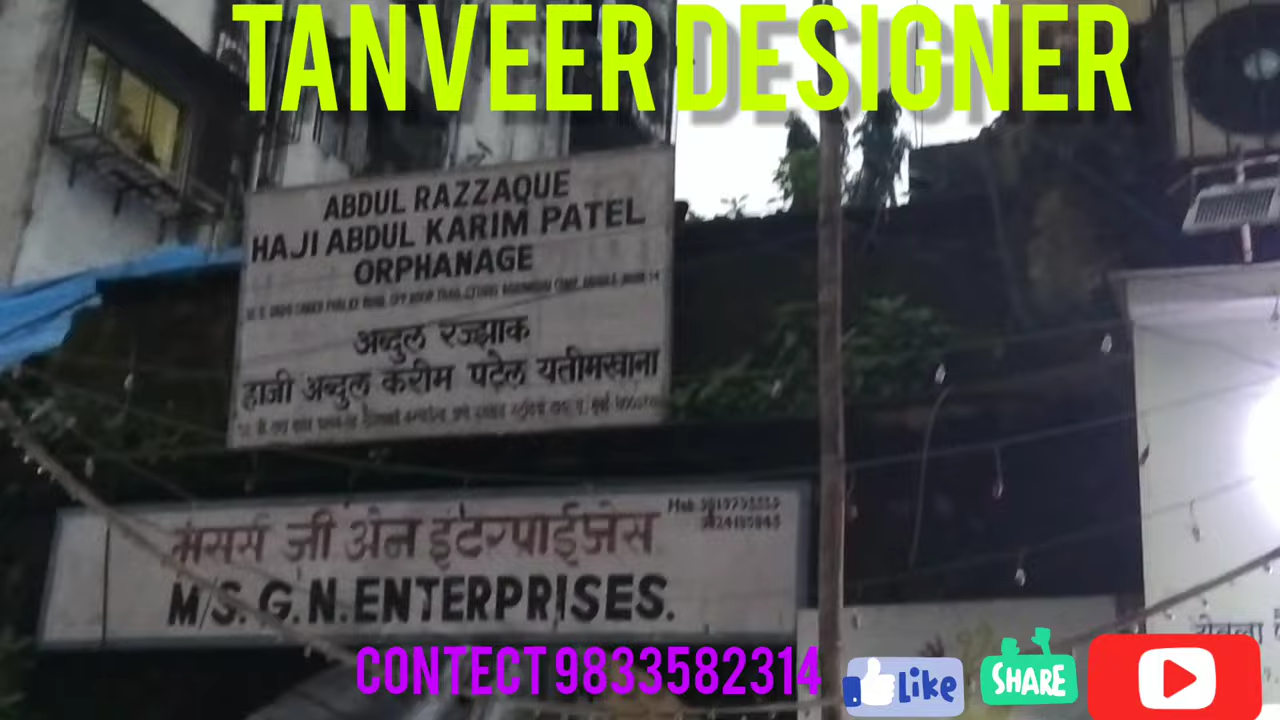 TANVEER DESIGNER
ABDUL RAZZAQUE
HAJI ABDUL KARIM PATEL
ORPHANAGE
अब्दुल रज्झाक
हाजी अब्दुल करीम पटेल यतीमखाना
मेसर्स जी अेन इंटरप्राईजेस
M/S. G. N. ENTERPRISES.
CONTECT 9833582314
Like
SHARE